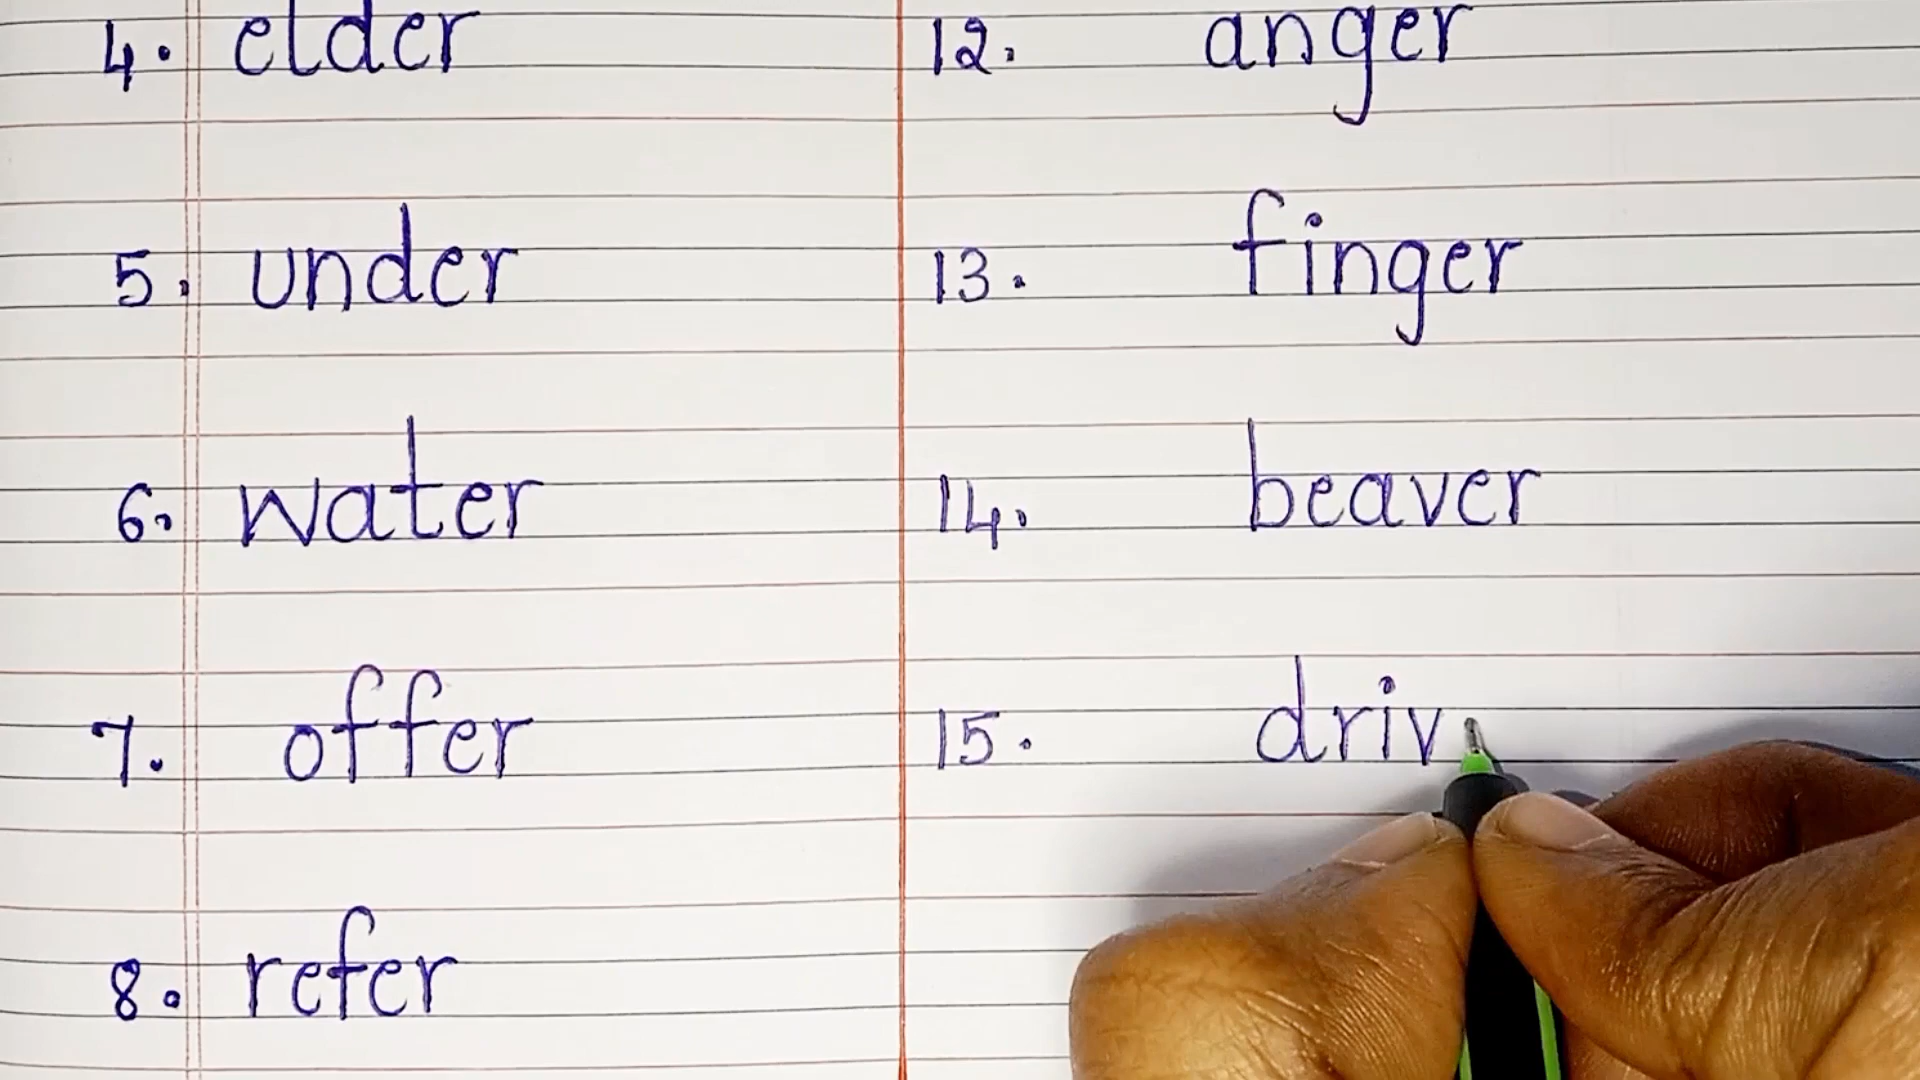 4. elder
5. under
6. water
7. offer
8. refer
12. anger
13. finger
14. beaver
15. driv